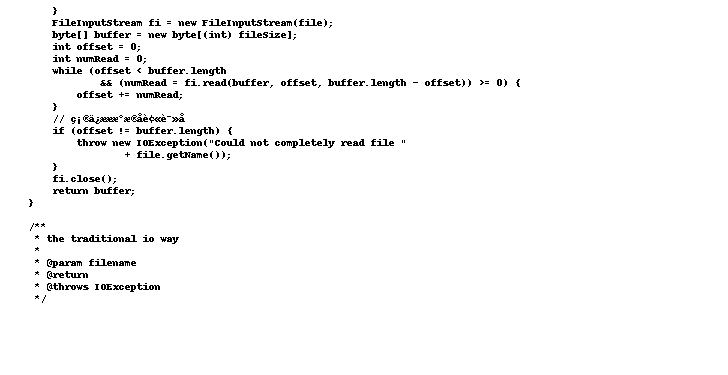 }
FileInputStream fi = new FileInputStream(file);
byte[] buffer = new byte[(int) fileSize];
int offset = 0;
int numRead = 0;
while (offset < buffer.length
&& (numRead = fi.read(buffer, offset, buffer.length - offset)) >= 0) {
offset += numRead;
}
//
if (offset != buffer.length) {
throw new IOException("Could not completely read file "
+ file.getName());
}
fi.close();
return buffer;
}
/**
* the traditional io way
*
* @param filename
* @return
* @throws IOException
*/